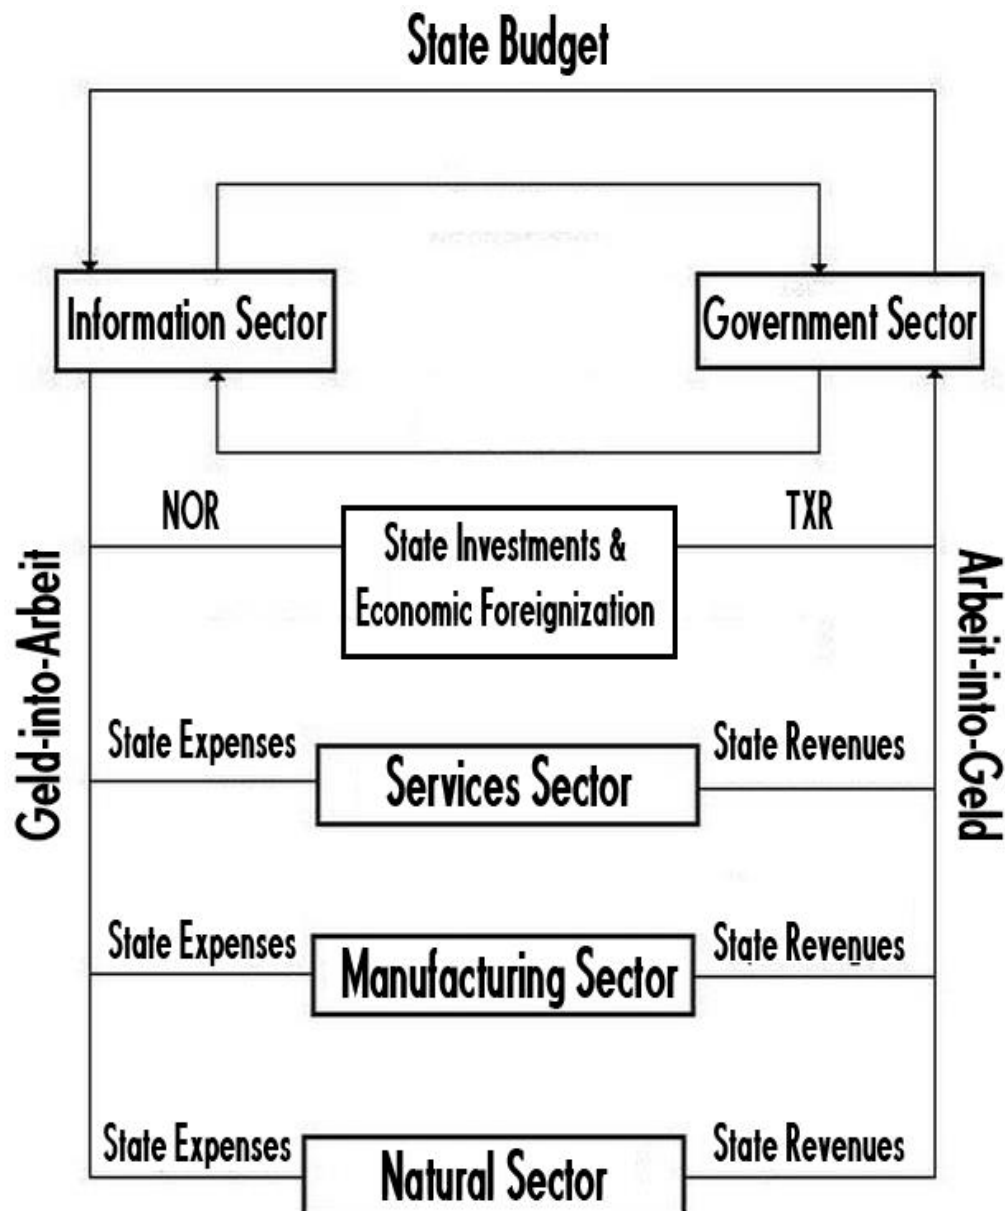 State Budget
Information Sector
Government Sector
NOR
TXR
State Investments &
Economic Foreignization
Geld-into-Arbeit
Arbeit-into-Geld
State Expenses
State Revenues
Services Sector
State Expenses
State Revenues
Manufacturing Sector
State Expenses
State Revenues
Natural Sector